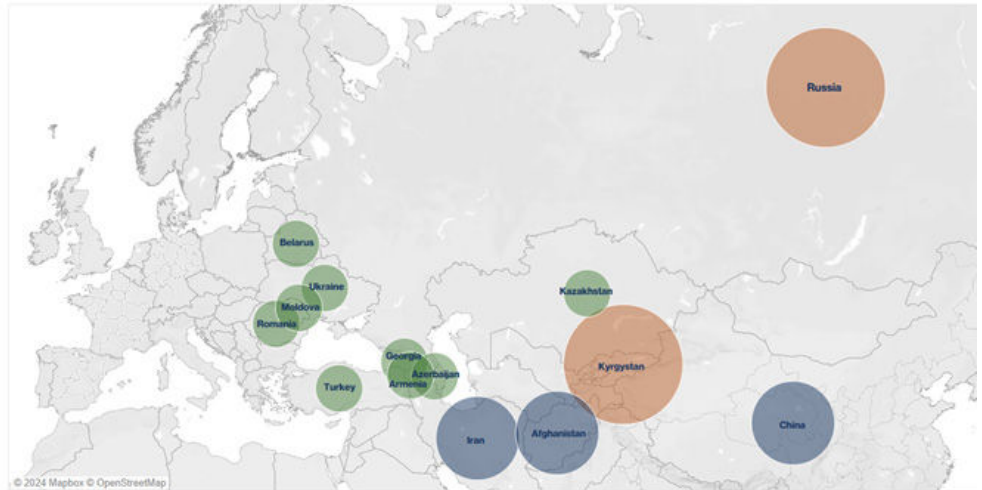 Russia
Belarus
Ukraine
Kazakhstan
Moldova
Romania
Georgia
Kyrgystan
Azerbaijan
Armenia
Turkey
China
Afghanistan
Iran
© 2024 Mapbox © OpenStreetMap